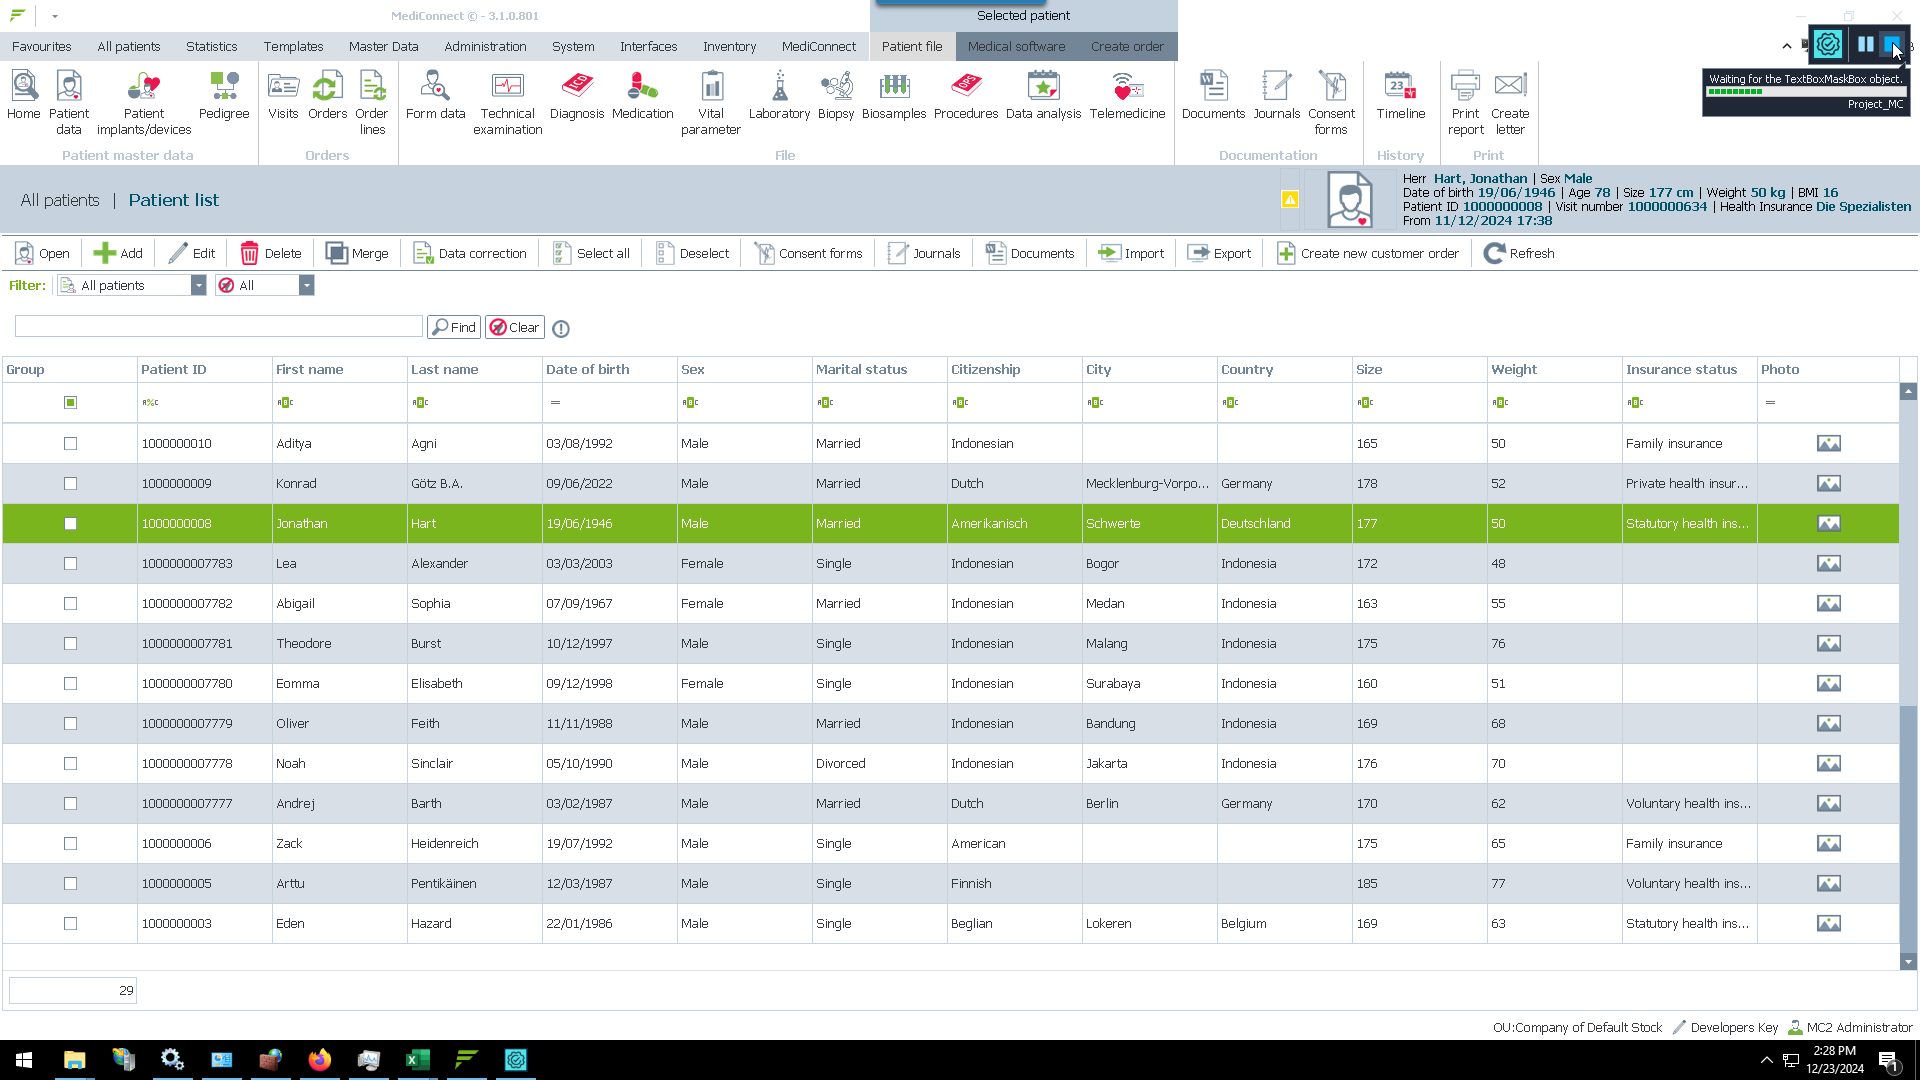 MediConnect © - 3.1.0.801
Selected patient
Favourites All patients Statistics Templates Master Data Administration System Interfaces Inventory MediConnect Patient file Medical software Create order
Home
Patient data
Patient implants/devices
Pedigree
Patient master data
Visits
Orders
Order lines
Orders
Form data
Technical examination
Diagnosis
Medication
Vital parameter
Laboratory
Biopsy
Biosamples
Procedures
Data analysis
Telemedicine
File
Documents
Journals
Consent forms
Documentation
Timeline
History
Print report
Create letter
Print
Waiting for the TextBoxMaskBox object.
Project_MC
All patients | Patient list
Herr Hart, Jonathan | Sex Male
Date of birth 19/06/1946 | Age 78 | Size 177 cm | Weight 50 kg | BMI 16
Patient ID 1000000008 | Visit number 1000000634 | Health Insurance Die Spezialisten
From 11/12/2024 17:38
Open Add Edit Delete Merge Data correction Select all Deselect Consent forms Journals Documents Import Export Create new customer order Refresh
Filter: All patients All
Find Clear
Group Patient ID First name Last name Date of birth Sex Marital status Citizenship City Country Size Weight Insurance status Photo
1000000010 Aditya Agni 03/08/1992 Male Married Indonesian 165 50 Family insurance
1000000009 Konrad Götz B.A. 09/06/2022 Male Married Dutch Mecklenburg-Vorpo... Germany 178 52 Private health insur...
1000000008 Jonathan Hart 19/06/1946 Male Married Amerikanisch Schwerte Deutschland 177 50 Statutory health ins...
1000000007783 Lea Alexander 03/03/2003 Female Single Indonesian Bogor Indonesia 172 48
1000000007782 Abigail Sophia 07/09/1967 Female Married Indonesian Medan Indonesia 163 55
1000000007781 Theodore Burst 10/12/1997 Male Single Indonesian Malang Indonesia 175 76
1000000007780 Eomma Elisabeth 09/12/1998 Female Single Indonesian Surabaya Indonesia 160 51
1000000007779 Oliver Feith 11/11/1988 Male Married Indonesian Bandung Indonesia 169 68
1000000007778 Noah Sinclair 05/10/1990 Male Divorced Indonesian Jakarta Indonesia 176 70
1000000007777 Andrej Barth 03/02/1987 Male Married Dutch Berlin Germany 170 62 Voluntary health ins...
1000000006 Zack Heidenreich 19/07/1992 Male Single American 175 65 Family insurance
1000000005 Arttu Pentikäinen 12/03/1987 Male Single Finnish 185 77 Voluntary health ins...
1000000003 Eden Hazard 22/01/1986 Male Single Beglian Lokeren Belgium 169 63 Statutory health ins...
29
OU:Company of Default Stock Developers Key MC2 Administrator
2:28 PM
12/23/2024
1